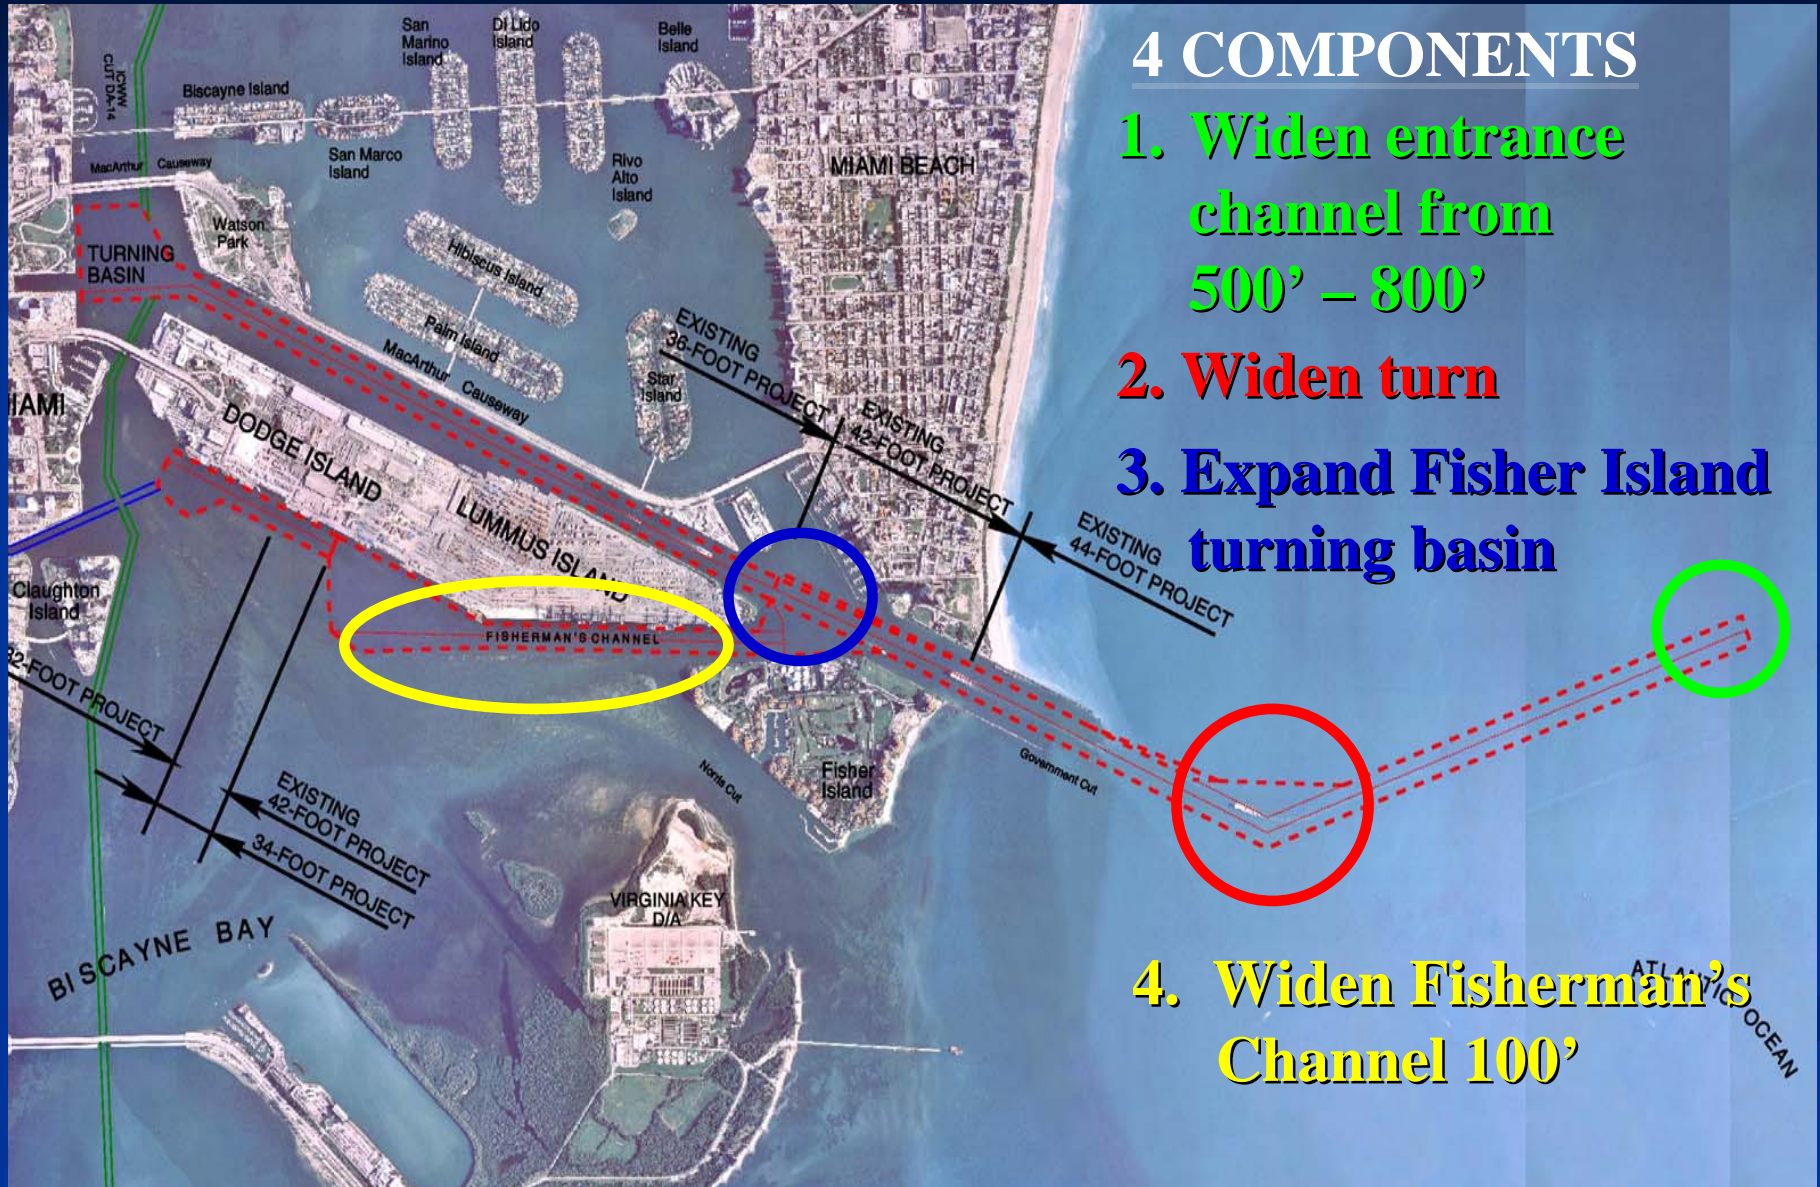 4 COMPONENTS
1. Widen entrance
channel from
500’ – 800’
2. Widen turn
3. Expand Fisher Island
turning basin
4. Widen Fisherman’s
Channel 100’
ICWW
CUT DA-14
Biscayne Island
San
Marino
Island
Di Lido
Island
Belle
Island
San Marco
Island
Rivo
Alto
Island
MIAMI BEACH
MacArthur Causeway
Watson
Park
TURNING
BASIN
Hibiscus Island
Palm Island
MacArthur Causeway
Star
Island
EXISTING
36-FOOT PROJECT
EXISTING
42-FOOT PROJECT
EXISTING
44-FOOT PROJECT
IAMI
DODGE ISLAND
LUMMUS ISLAND
FISHERMAN'S CHANNEL
Claughton
Island
32-FOOT PROJECT
EXISTING
42-FOOT PROJECT
34-FOOT PROJECT
Norris Cut
Fisher
Island
Government Cut
VIRGINIA KEY
D/A
BISCAYNE BAY
ATLANTIC OCEAN